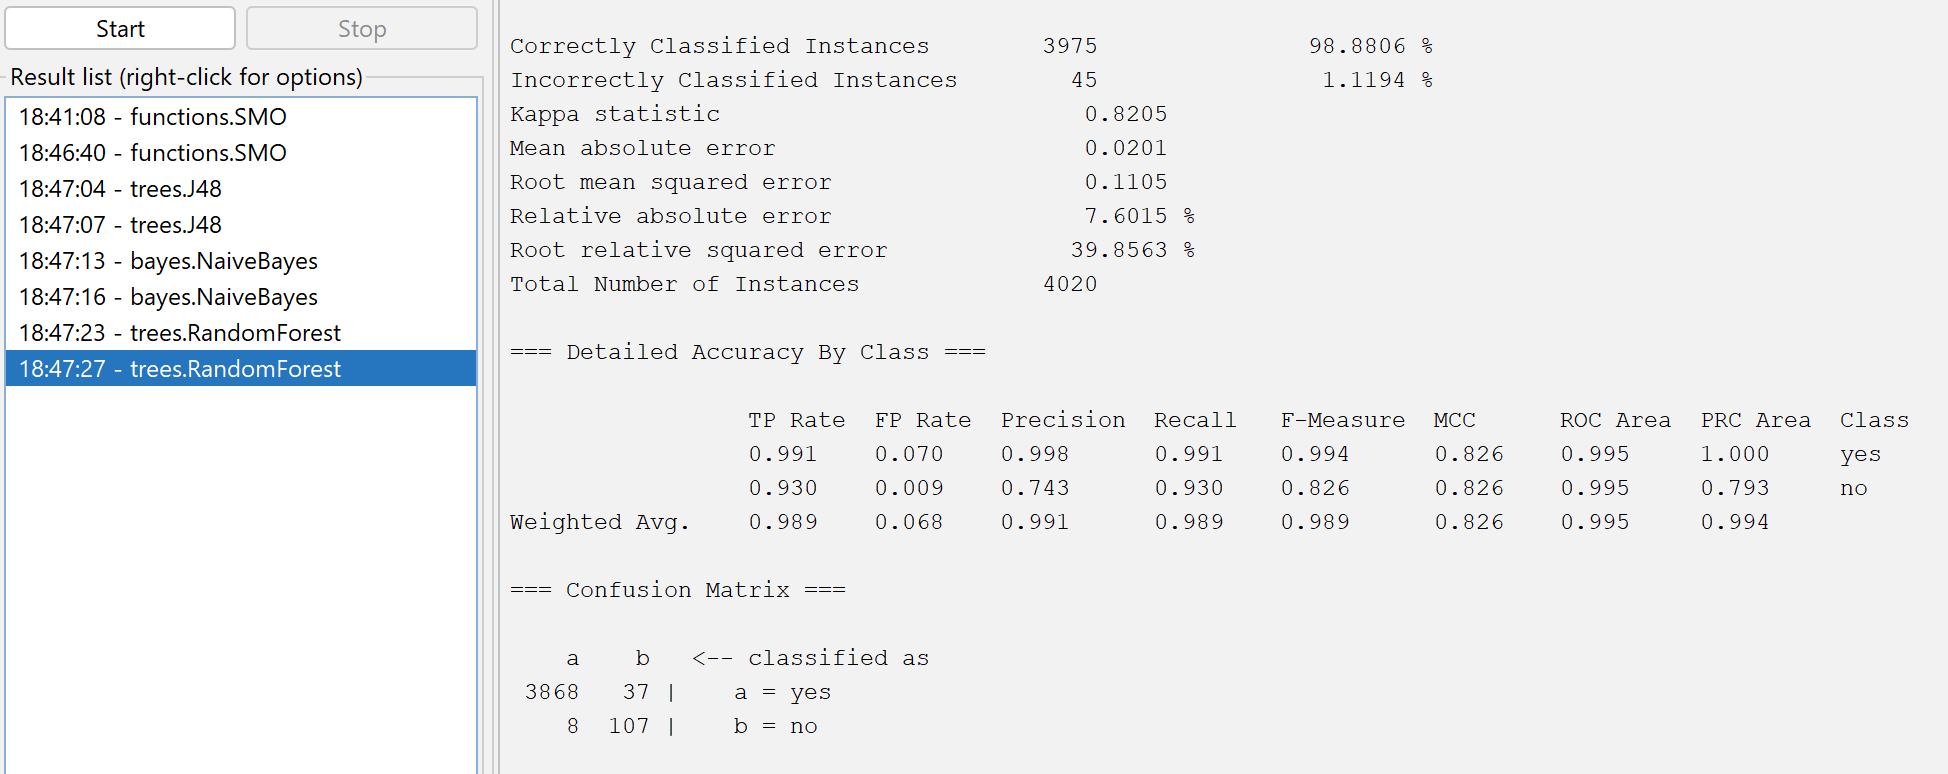 Start
Stop
Result list (right-click for options)
18:41:08 - functions.SMO
18:46:40 - functions.SMO
18:47:04 - trees.J48
18:47:07 - trees.J48
18:47:13 - bayes.NaiveBayes
18:47:16 - bayes.NaiveBayes
18:47:23 - trees.RandomForest
18:47:27 - trees.RandomForest
Correctly Classified Instances 3975 98.8806 %
Incorrectly Classified Instances 45 1.1194 %
Kappa statistic 0.8205
Mean absolute error 0.0201
Root mean squared error 0.1105
Relative absolute error 7.6015 %
Root relative squared error 39.8563 %
Total Number of Instances 4020
=== Detailed Accuracy By Class ===
TP Rate FP Rate Precision Recall F-Measure MCC ROC Area PRC Area Class
0.991 0.070 0.998 0.991 0.994 0.826 0.995 1.000 yes
0.930 0.009 0.743 0.930 0.826 0.826 0.995 0.793 no
Weighted Avg. 0.989 0.068 0.991 0.989 0.989 0.826 0.995 0.994
=== Confusion Matrix ===
a b <-- classified as
3868 37 | a = yes
8 107 | b = no